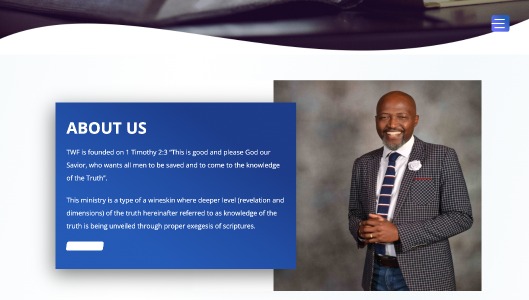 ABOUT US
TWF is founded on 1 Timothy 2:3 "This is good and please God our
Savior, who wants all men to be saved and to come to the knowledge
of the Truth".
This ministry is a type of a wineskin where deeper level (revelation and
dimensions) of the truth hereinafter referred to as knowledge of the
truth is being unveiled through proper exegesis of scriptures.